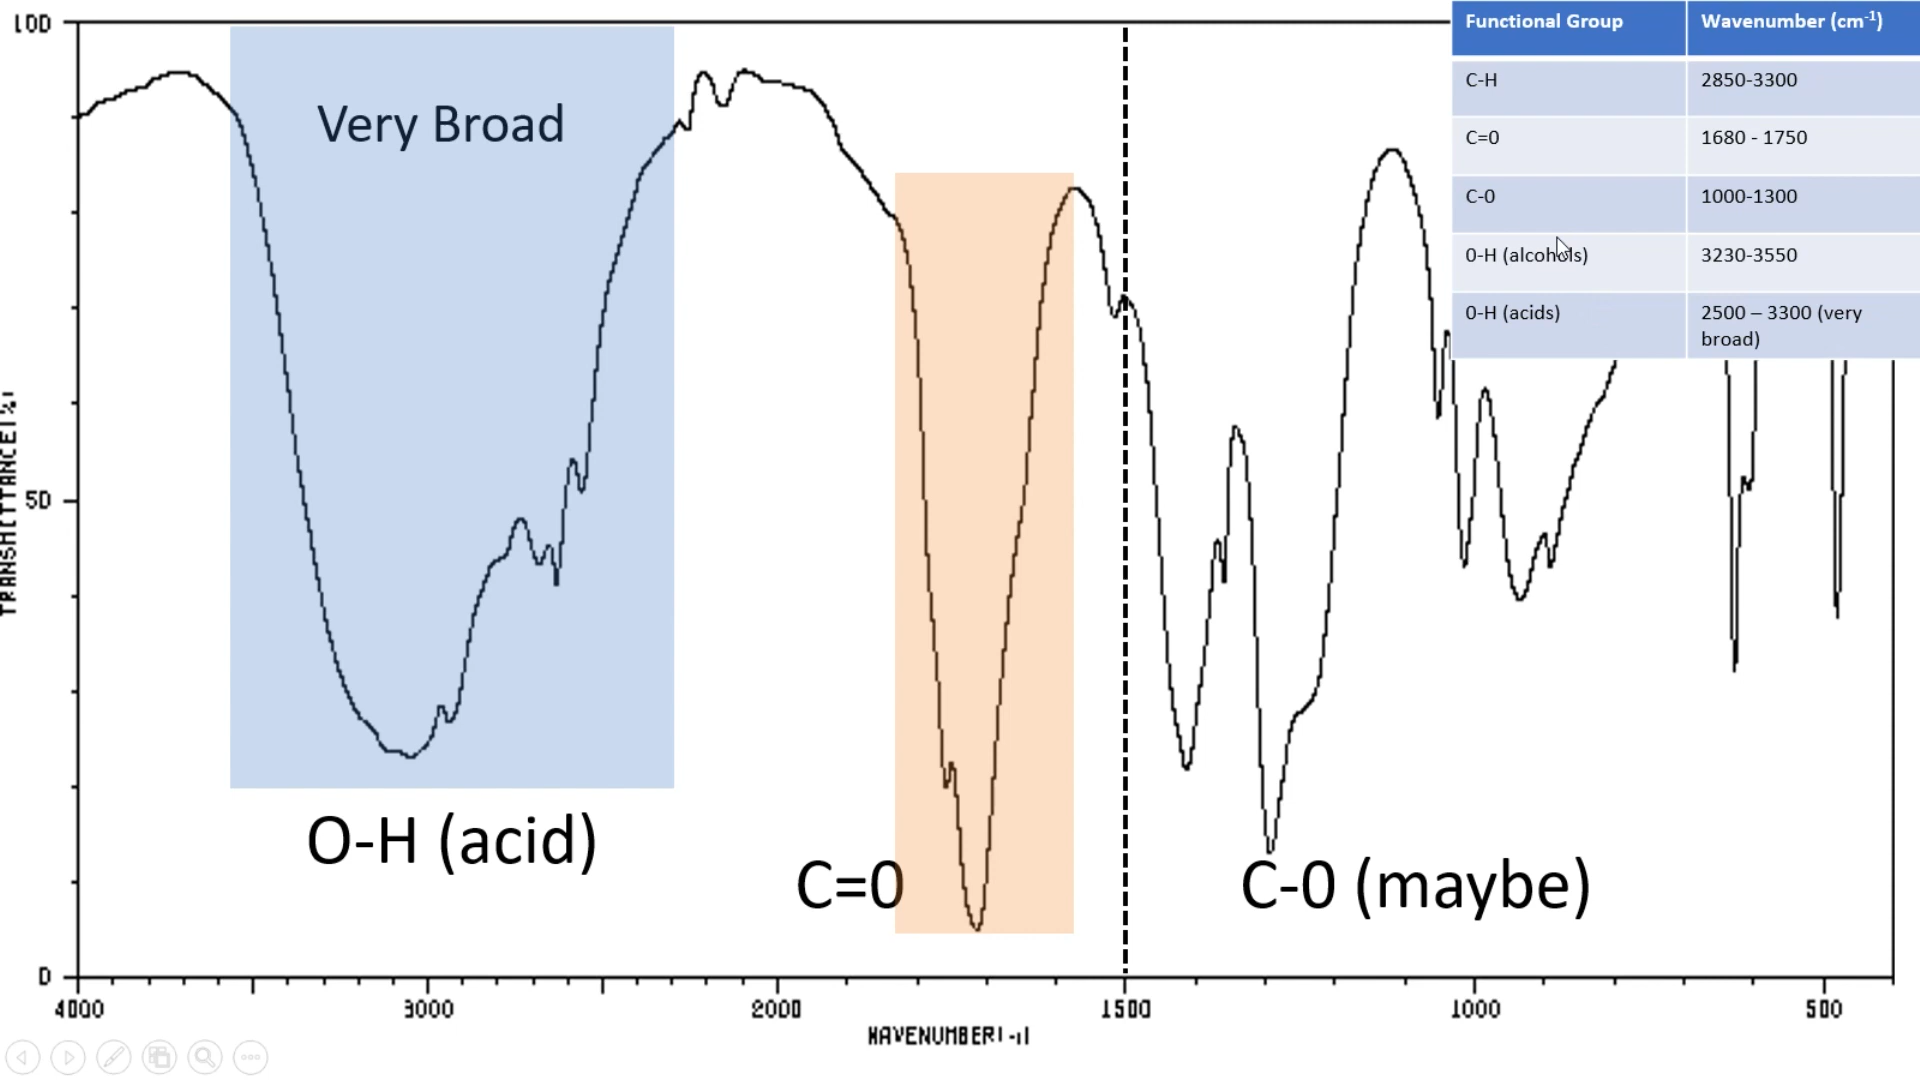 100
Functional Group Wavenumber (cm-1)
C-H 2850-3300
C=0 1680 - 1750
C-0 1000-1300
0-H (alcohols) 3230-3550
0-H (acids) 2500 – 3300 (very
broad)
Very Broad
TRANSMITTANCE(%)
50
O-H (acid)
C=0
C-0 (maybe)
0
4000 3000 2000 1500 1000 500